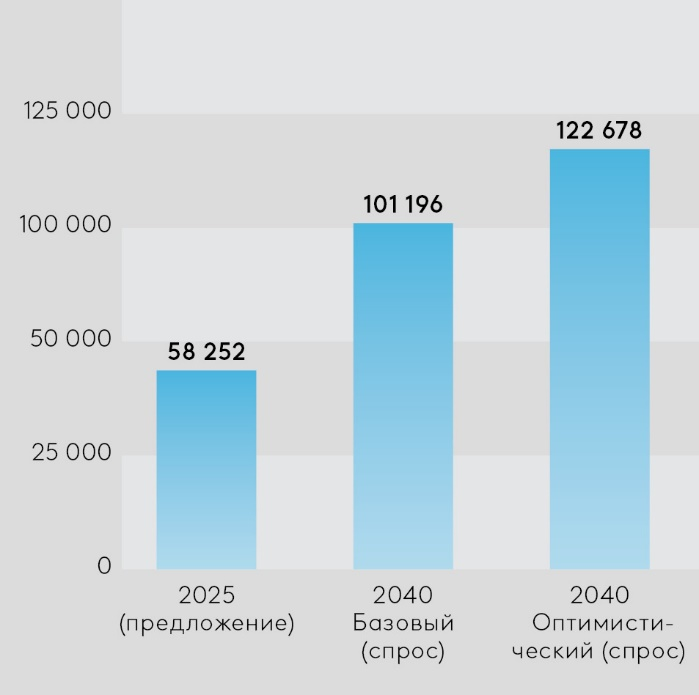 125 000
122 678
101 196
100 000
50 000
58 252
25 000
0
2025
(предложение)
2040
Базовый
(спрос)
2040
Оптимисти-
ческий (спрос)